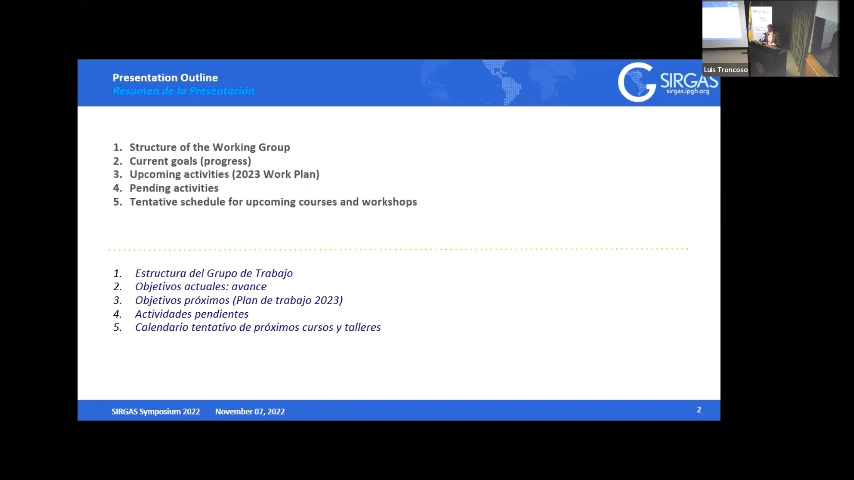 Presentation Outline
Resumen de la Presentación
SIRGAS
sirgas.ipgh.org
Luis Troncoso
1. Structure of the Working Group
2. Current goals (progress)
3. Upcoming activities (2023 Work Plan)
4. Pending activities
5. Tentative schedule for upcoming courses and workshops
1. Estructura del Grupo de Trabajo
2. Objetivos actuales: avance
3. Objetivos próximos (Plan de trabajo 2023)
4. Actividades pendientes
5. Calendario tentativo de próximos cursos y talleres
SIRGAS Symposium 2022 November 07, 2022
2